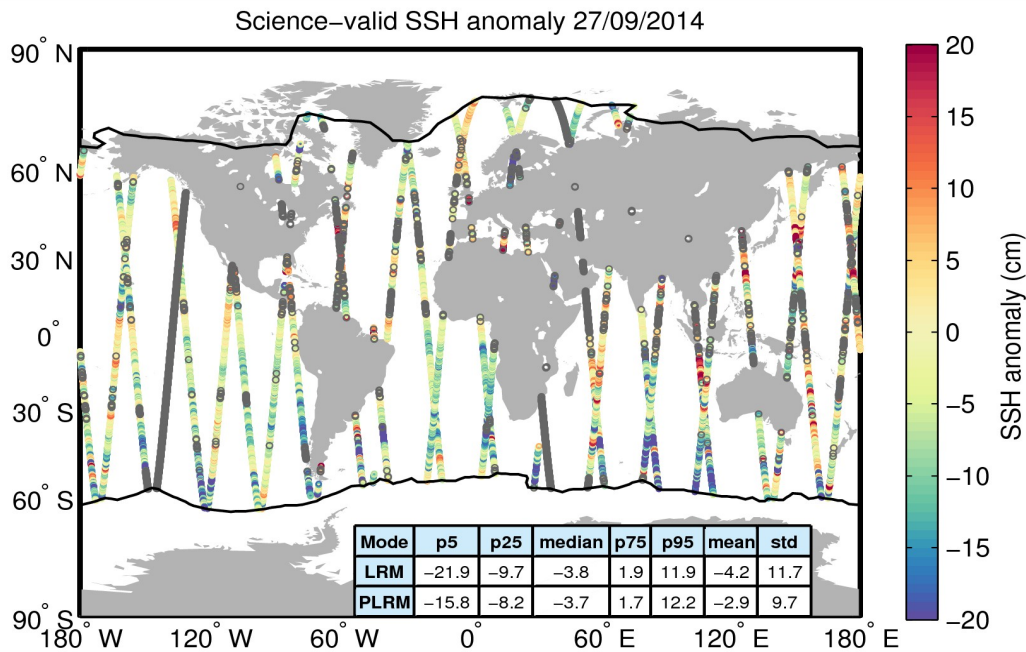 Science−valid SSH anomaly 27/09/2014
90° N
60° N
30° N
0°
30° S
60° S
90° S
180° W
120° W
60° W
0°
60° E
120° E
180° E
Mode p5 p25 median p75 p95 mean std
LRM −21.9 −9.7 −3.8 1.9 11.9 −4.2 11.7
PLRM −15.8 −8.2 −3.7 1.7 12.2 −2.9 9.7
20
15
10
5
0
−5
−10
−15
−20
SSH anomaly (cm)